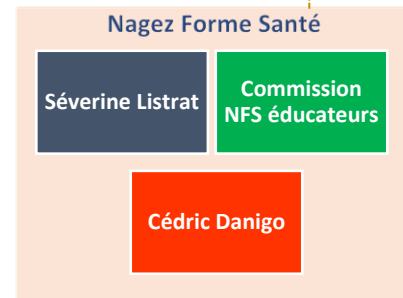 Nagez Forme Santé
Séverine Listrat
Commission
NFS éducateurs
Cédric Danigo